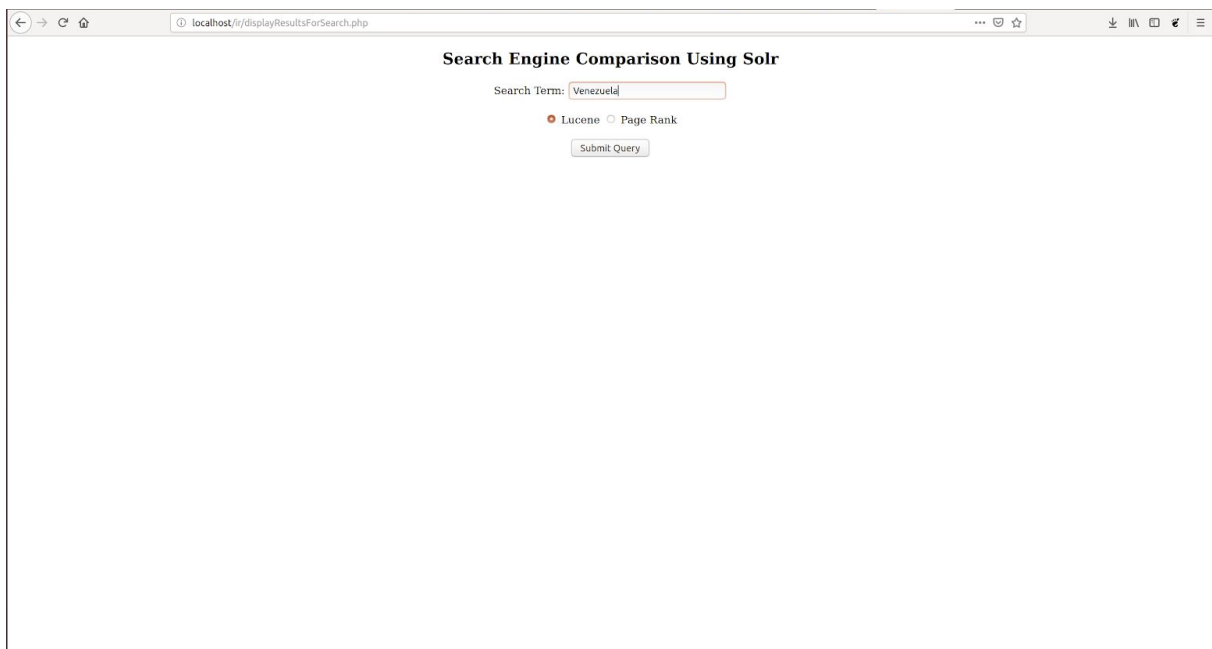 localhost/ir/displayResultsForSearch.php
Search Engine Comparison Using Solr
Search Term: Venezuela
Lucene Page Rank
Submit Query